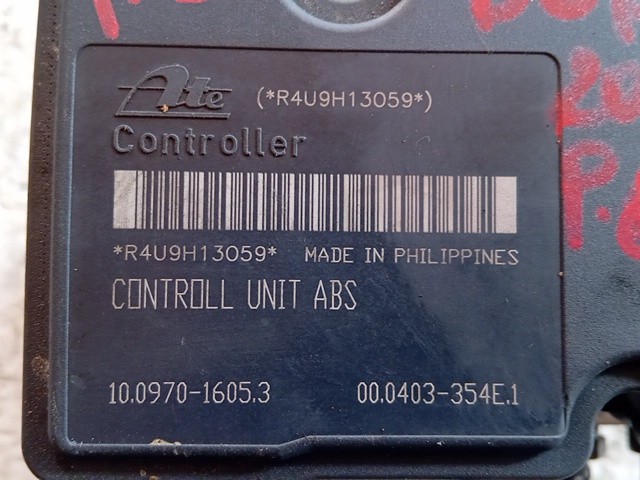 Ate (*R4U9H13059*)
Controller
*R4U9H13059* MADE IN PHILIPPINES
CONTROLL UNIT ABS
10.0970-1605.3 00.0403-354E.1